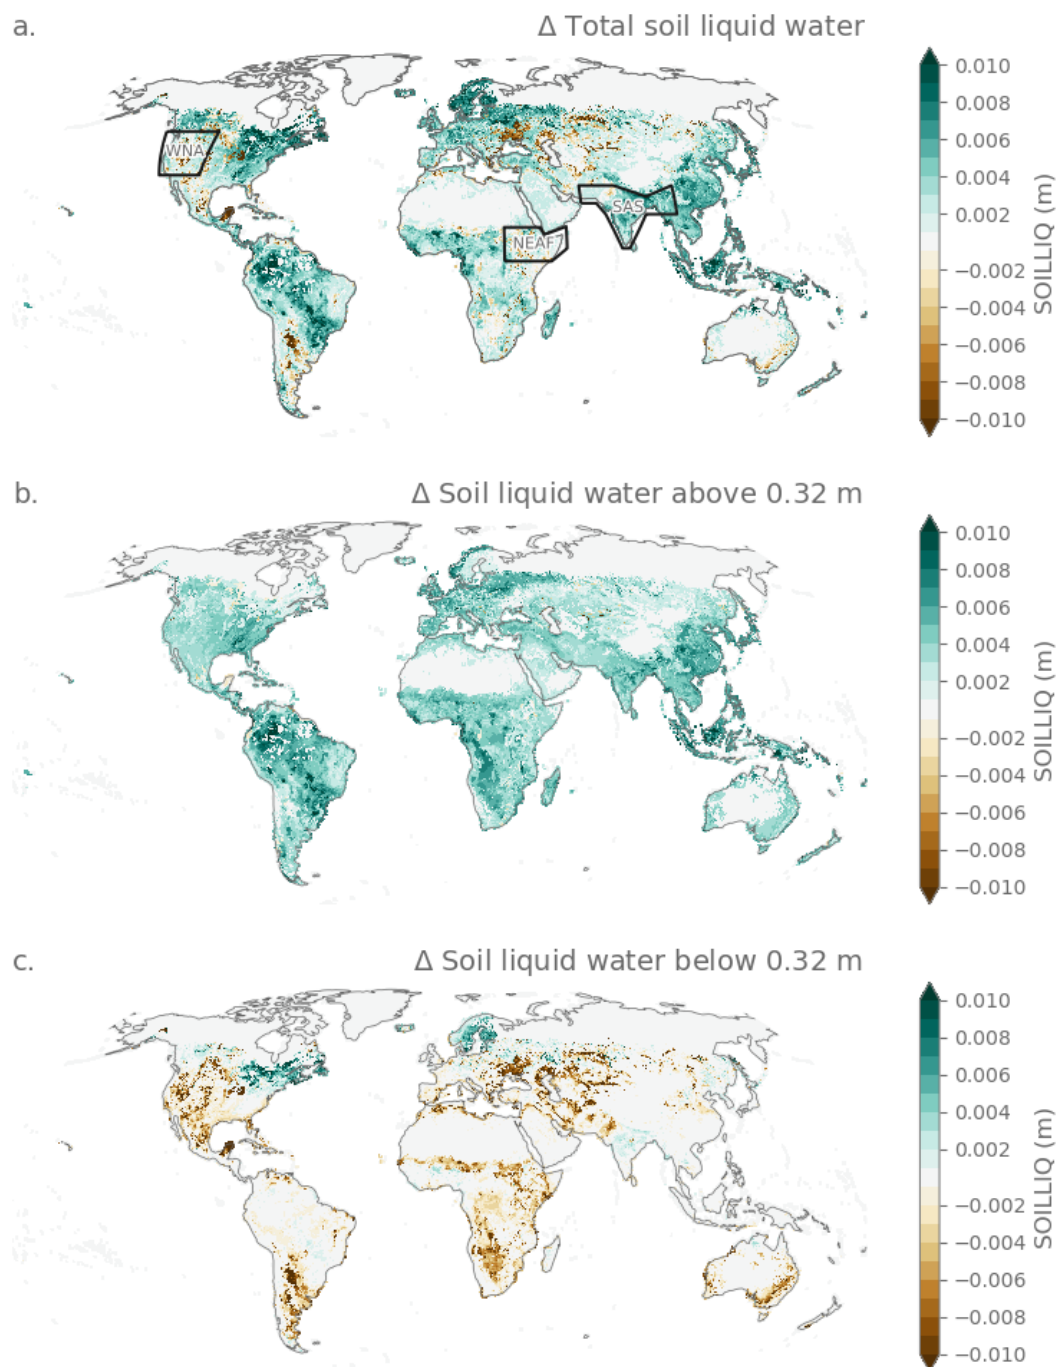 a.
Δ Total soil liquid water
WNA
SAS
NEAF
0.010
0.008
0.006
0.004
0.002
−0.002
−0.004
−0.006
−0.008
−0.010
SOILLIQ (m)
b.
Δ Soil liquid water above 0.32 m
0.010
0.008
0.006
0.004
0.002
−0.002
−0.004
−0.006
−0.008
−0.010
SOILLIQ (m)
c.
Δ Soil liquid water below 0.32 m
0.010
0.008
0.006
0.004
0.002
−0.002
−0.004
−0.006
−0.008
−0.010
SOILLIQ (m)